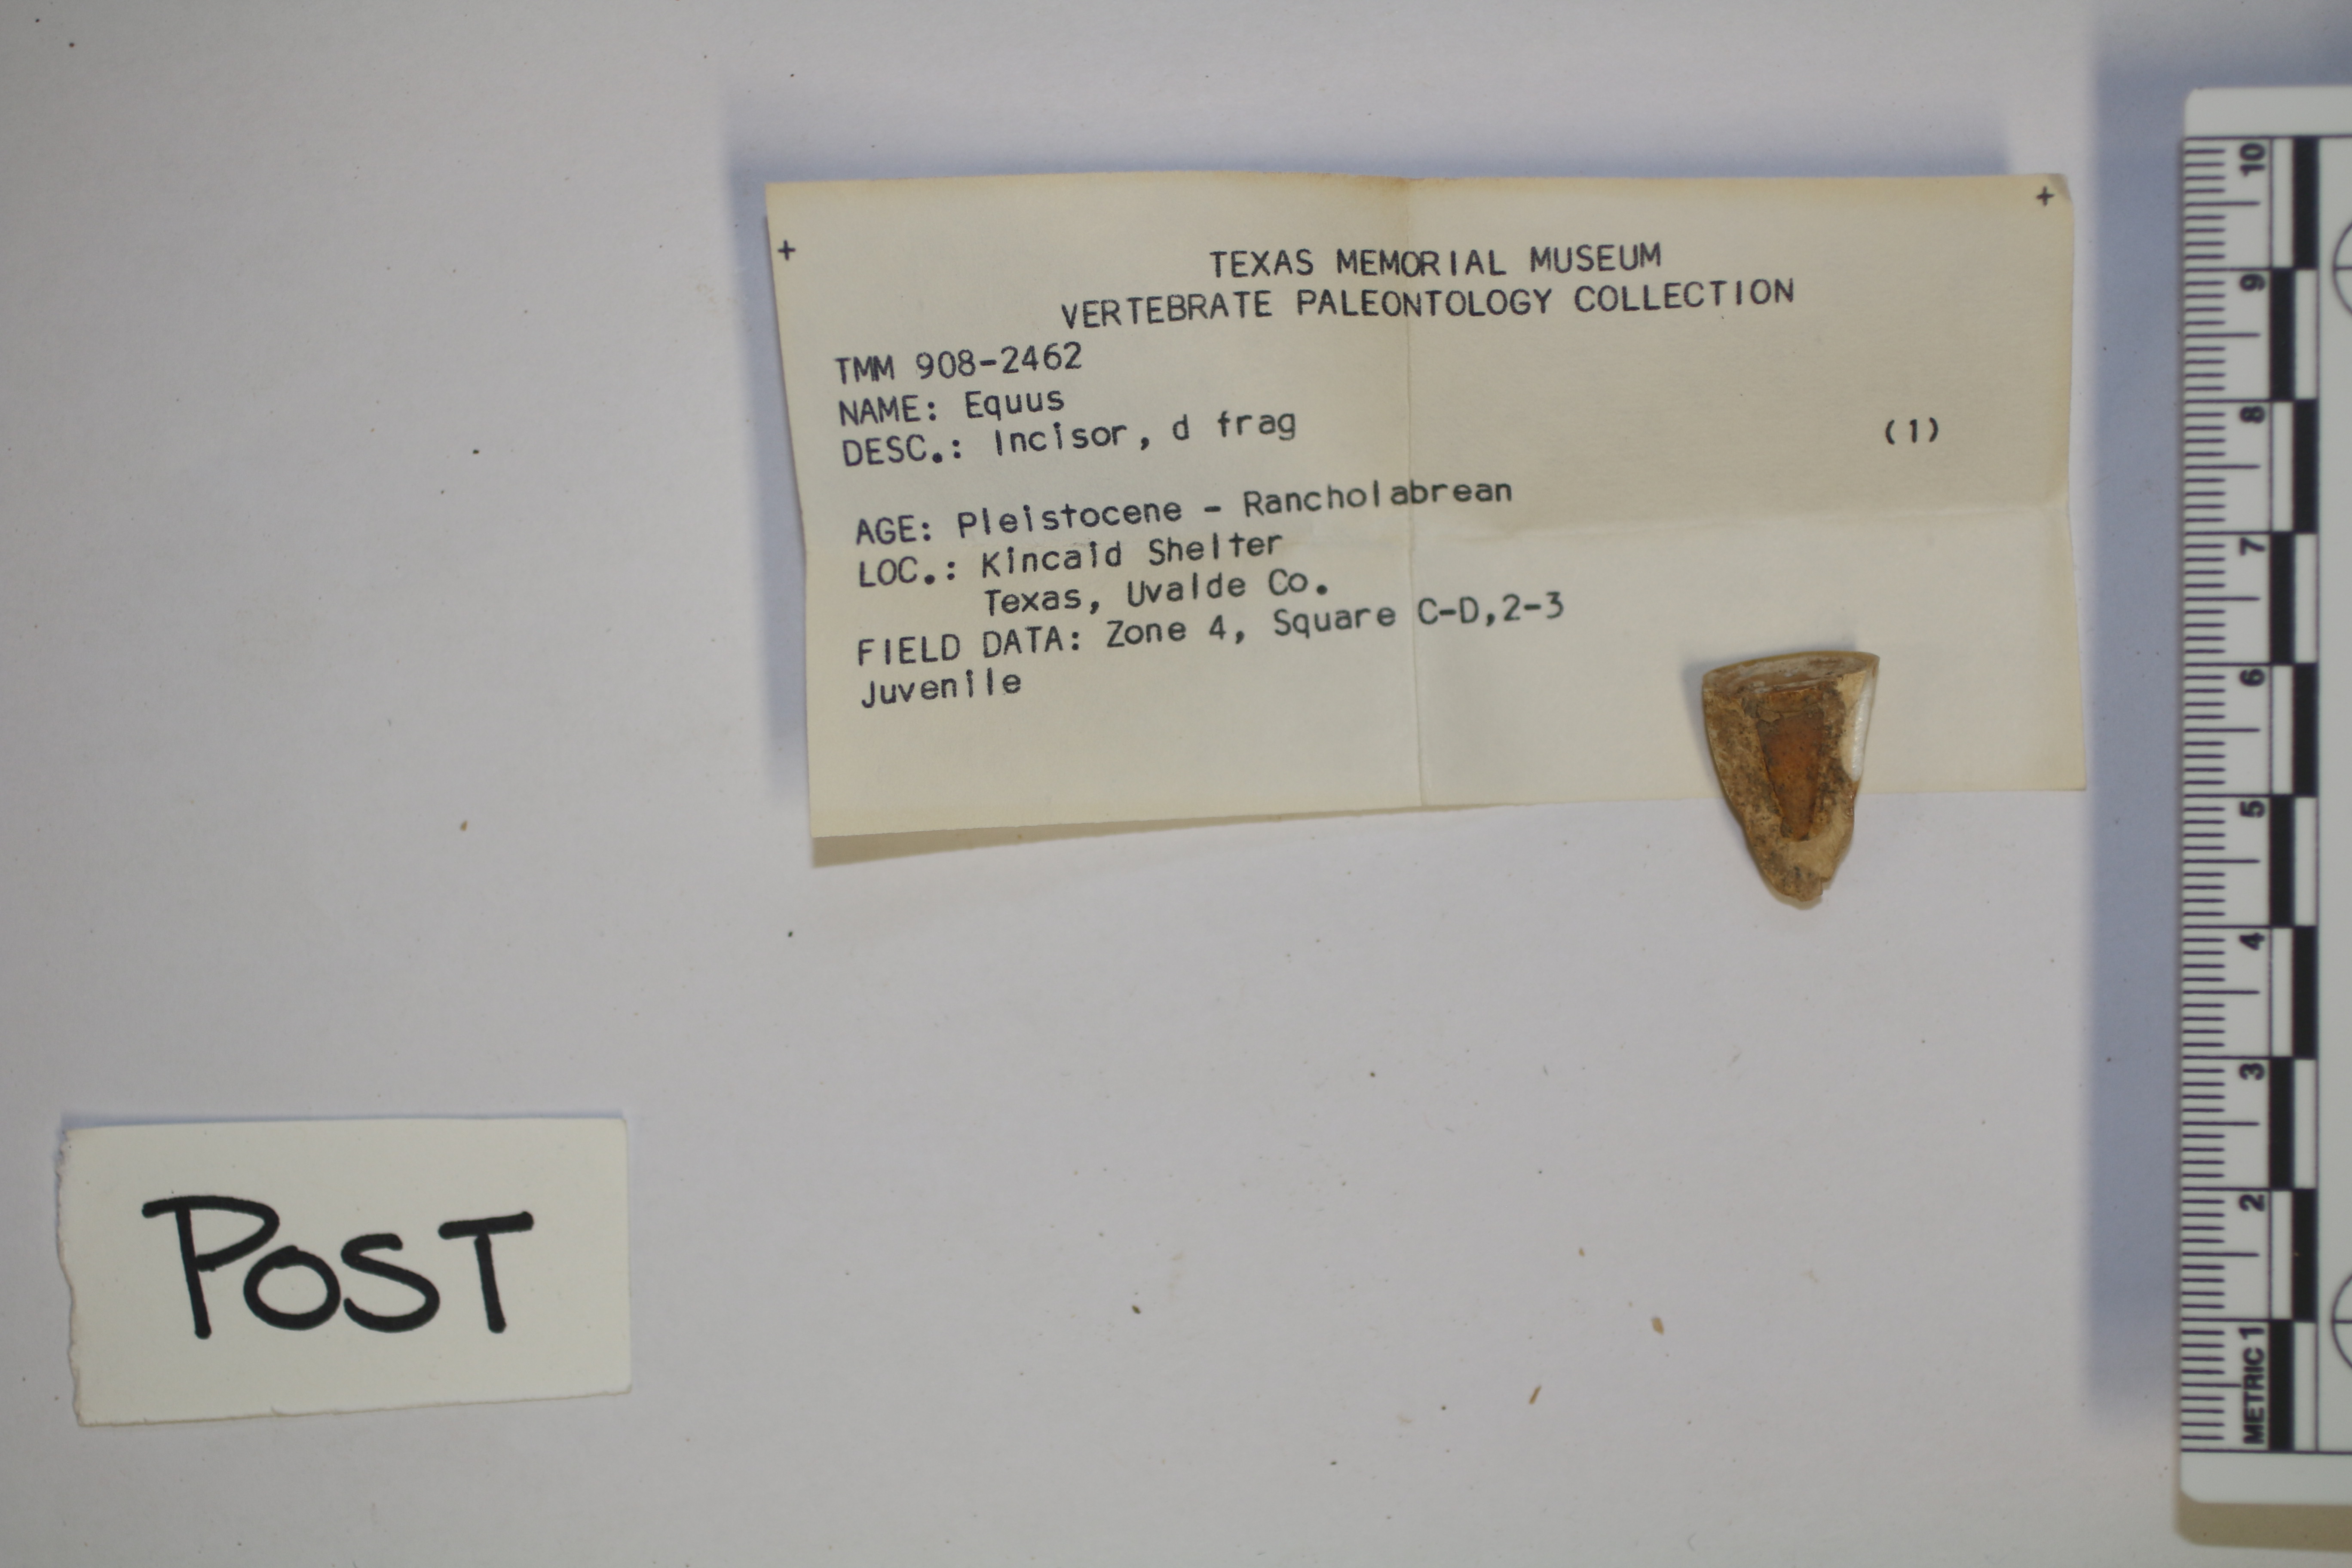 +
+
TEXAS MEMORIAL MUSEUM
VERTEBRATE PALEONTOLOGY COLLECTION
TMM 908-2462
NAME: Equus
DESC.: Incisor, d frag (1)
AGE: Pleistocene - Rancholabrean
LOC.: Kincaid Shelter
Texas, Uvalde Co.
FIELD DATA: Zone 4, Square C-D,2-3
Juvenile
POST
10
9
8
7
6
5
4
3
2
METRIC 1